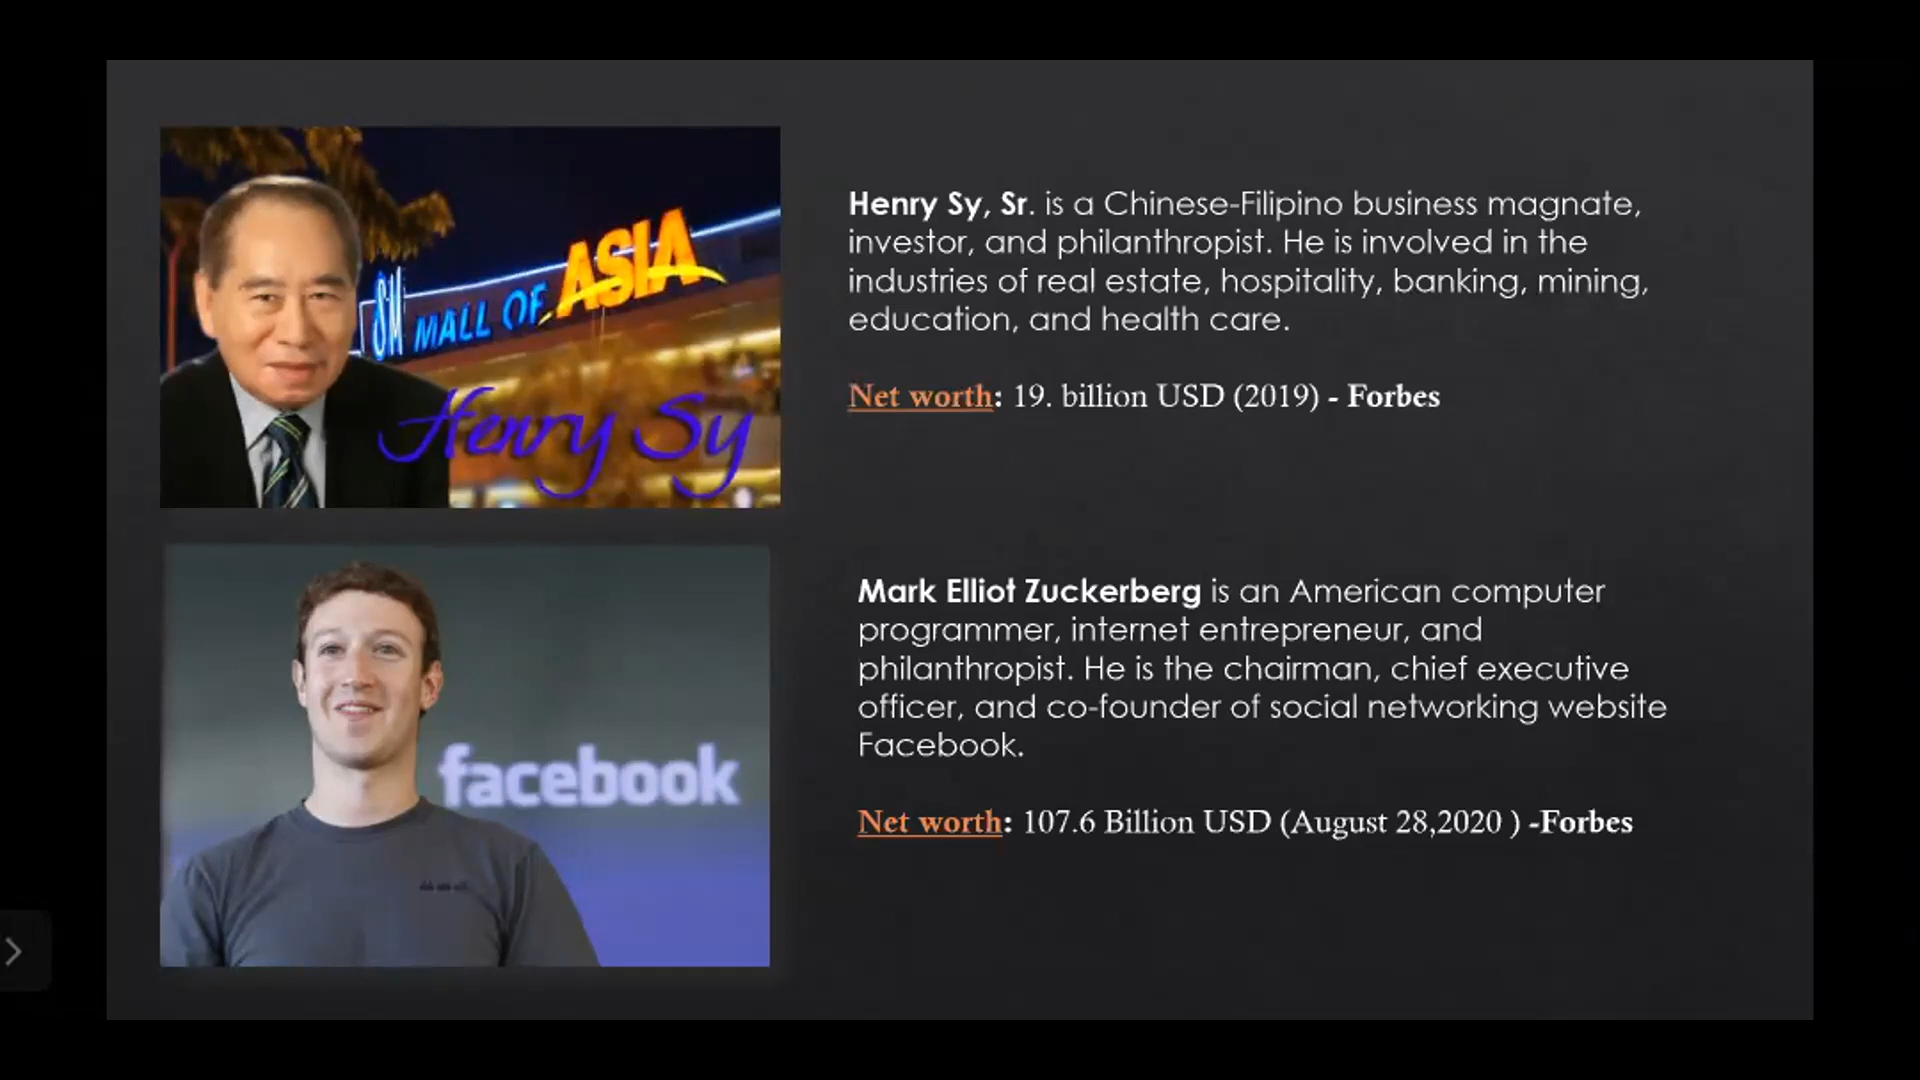 SM MALL OF ASIA
Henry Sy
Henry Sy, Sr. is a Chinese-Filipino business magnate,
investor, and philanthropist. He is involved in the
industries of real estate, hospitality, banking, mining,
education, and health care.
Net worth: 19. billion USD (2019) - Forbes
facebook
Mark Elliot Zuckerberg is an American computer
programmer, internet entrepreneur, and
philanthropist. He is the chairman, chief executive
officer, and co-founder of social networking website
Facebook.
Net worth: 107.6 Billion USD (August 28,2020 ) -Forbes